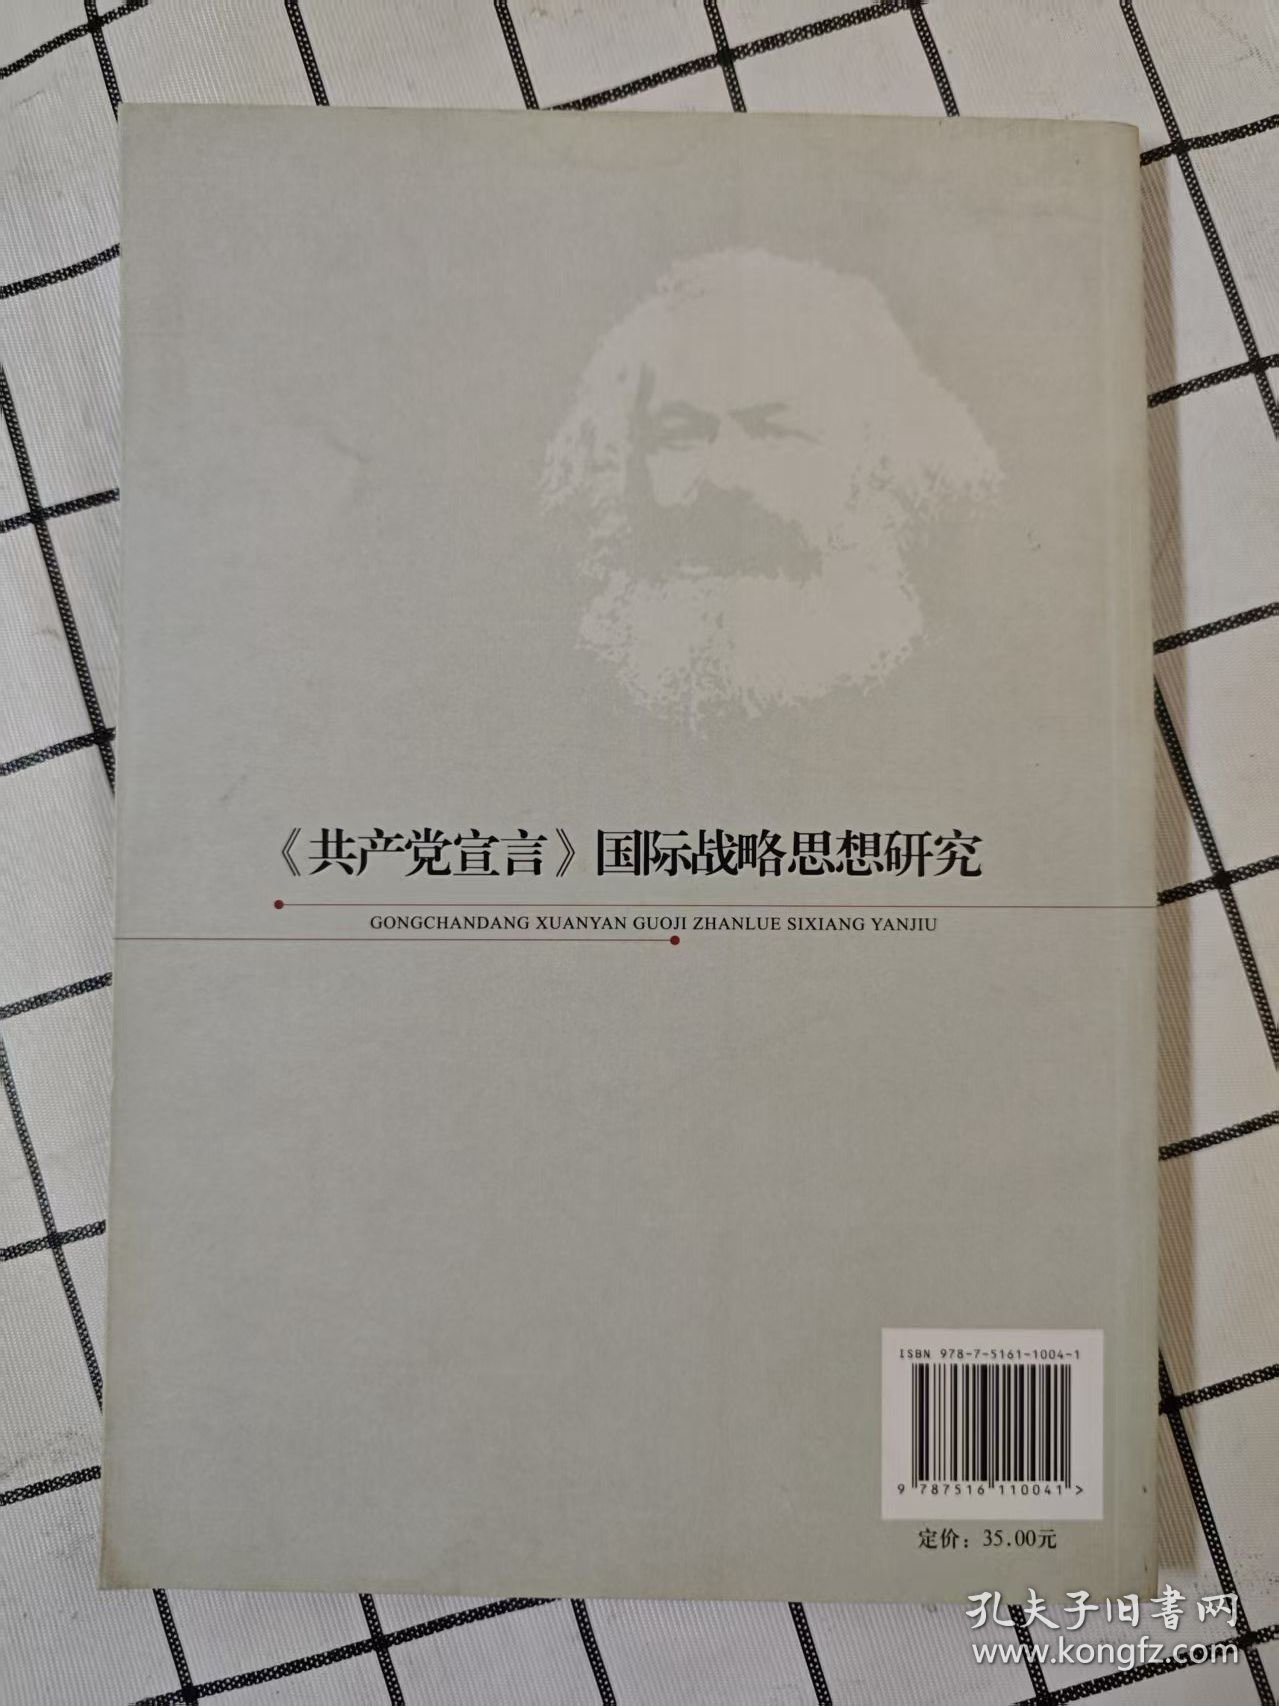 《共产党宣言》国际战略思想研究
GONGCHANDANG XUANYAN GUOJI ZHANLUE SIXIANG YANJIU
ISBN 978-7-5161-1004-1
9 787516 110041 >
定价：35.00元
孔夫子旧书网
www.kongfz.com